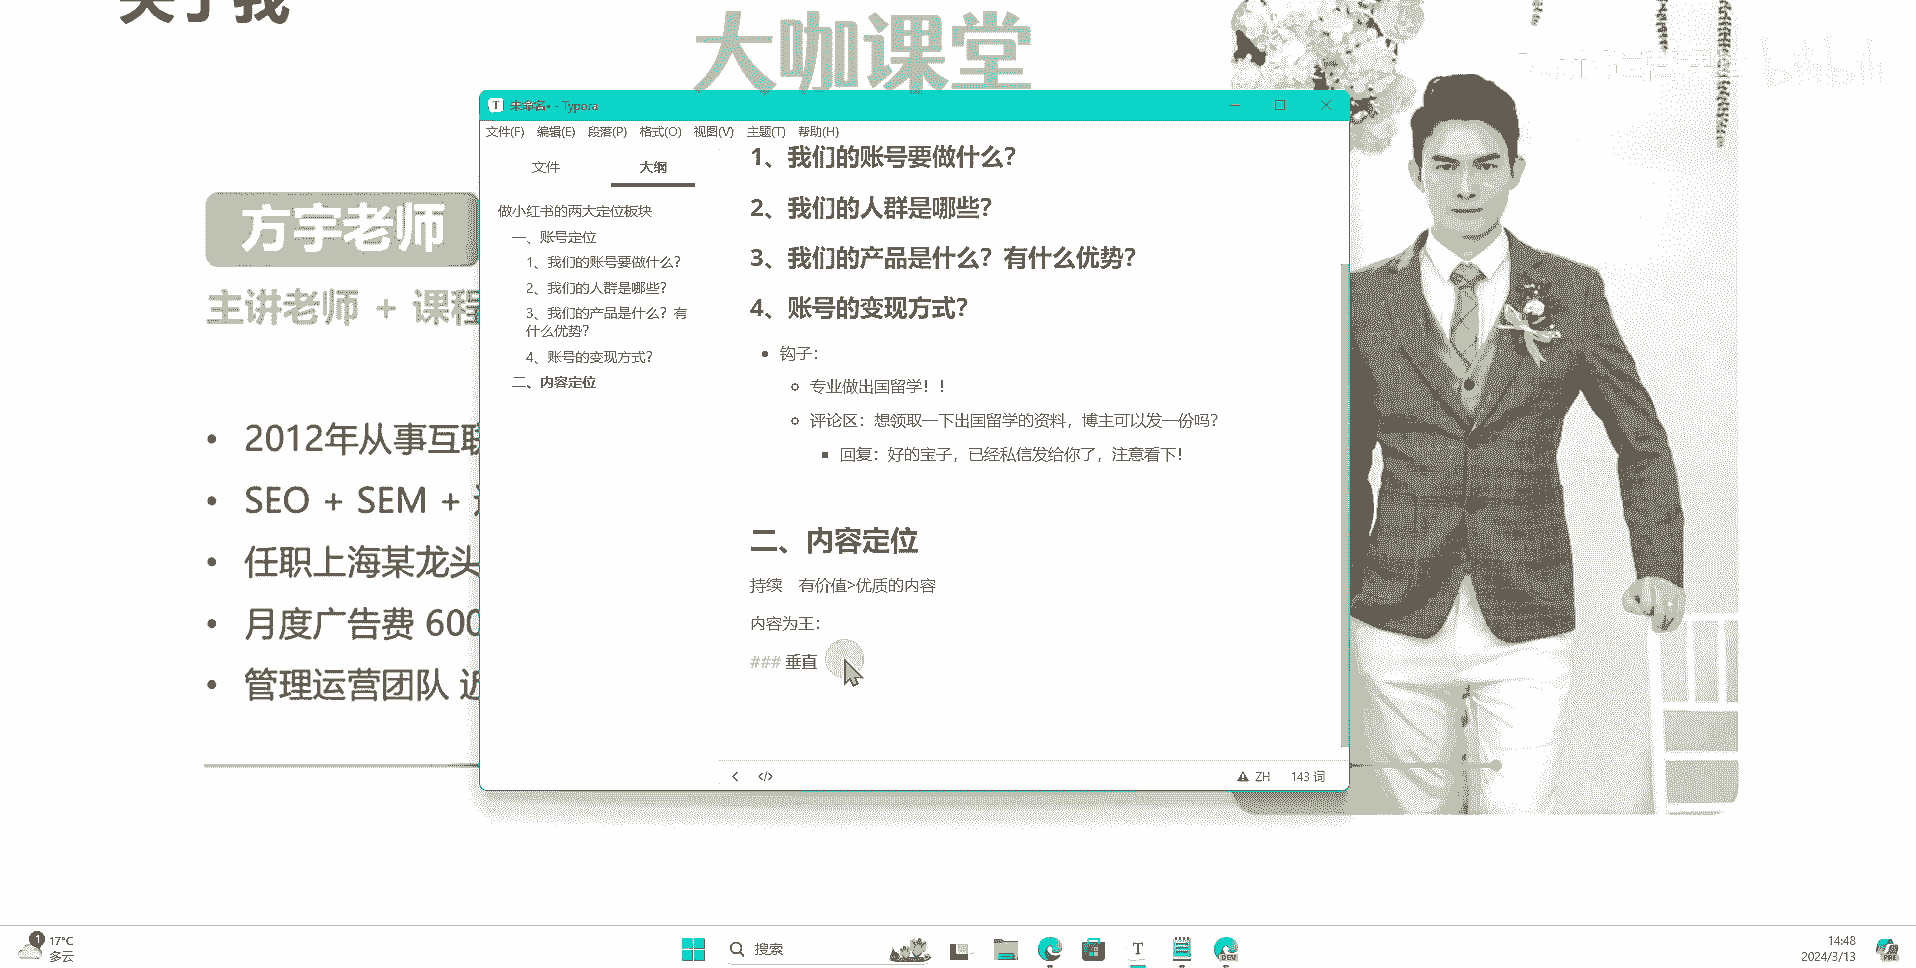 关于我
大咖课堂
bilibili
方宇老师
主讲老师 + 课程
• 2012年从事互联
• SEO + SEM +
• 任职上海某龙头
• 月度广告费 600
• 管理运营团队 近
未命名• - Typora
文件(F) 编辑(E) 段落(P) 格式(O) 视图(V) 主题(T) 帮助(H)
文件 大纲
做小红书的两大定位板块
一、账号定位
1、我们的账号要做什么?
2、我们的人群是哪些?
3、我们的产品是什么？有
什么优势?
4、账号的变现方式?
二、内容定位
1、我们的账号要做什么?
2、我们的人群是哪些?
3、我们的产品是什么？有什么优势?
4、账号的变现方式?
• 钩子：
专业做出国留学！！
评论区：想领取一下出国留学的资料，博主可以发一份吗?
回复：好的宝子，已经私信发给你了，注意看下！
二、内容定位
持续 有价值>优质的内容
内容为王：
### 垂直
</> ZH 143 词
1
17°C
多云
搜索
T
DEV
14:48
2024/3/13
PRE